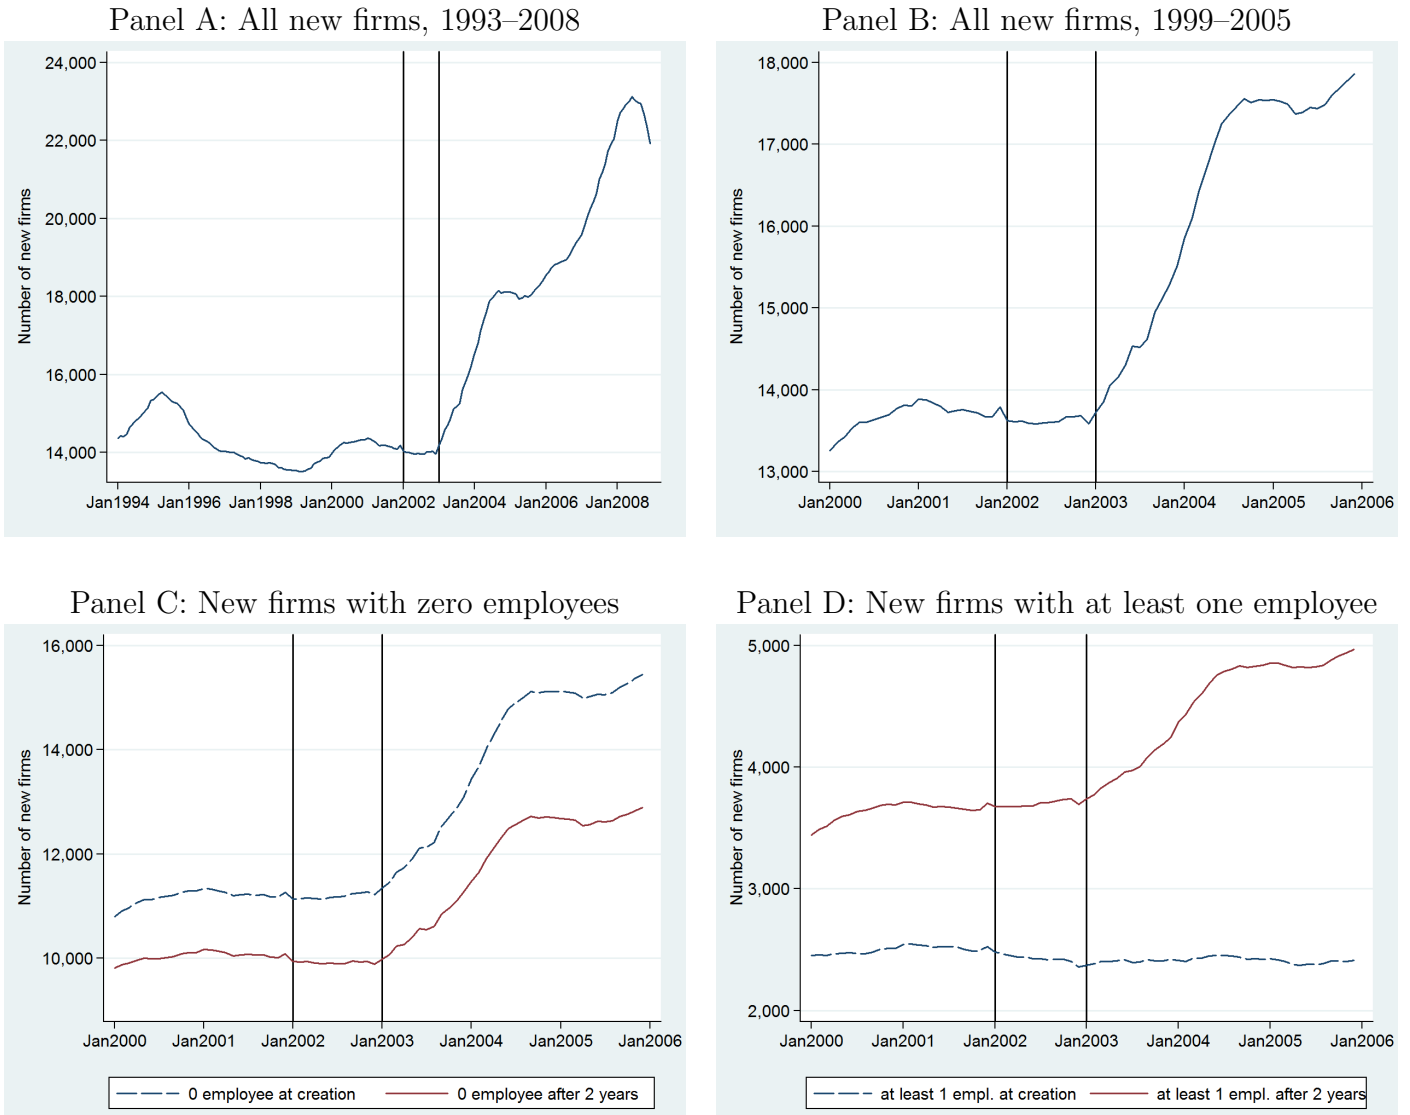 Panel A: All new firms, 1993–2008
Number of new firms
24,000
22,000
20,000
18,000
16,000
14,000
Jan1994 Jan1996 Jan1998 Jan2000 Jan2002 Jan2004 Jan2006 Jan2008
Panel B: All new firms, 1999–2005
Number of new firms
18,000
17,000
16,000
15,000
14,000
13,000
Jan2000 Jan2001 Jan2002 Jan2003 Jan2004 Jan2005 Jan2006
Panel C: New firms with zero employees
Number of new firms
16,000
14,000
12,000
10,000
Jan2000 Jan2001 Jan2002 Jan2003 Jan2004 Jan2005 Jan2006
0 employee at creation 0 employee after 2 years
Panel D: New firms with at least one employee
Number of new firms
5,000
4,000
3,000
2,000
Jan2000 Jan2001 Jan2002 Jan2003 Jan2004 Jan2005 Jan2006
at least 1 empl. at creation at least 1 empl. after 2 years